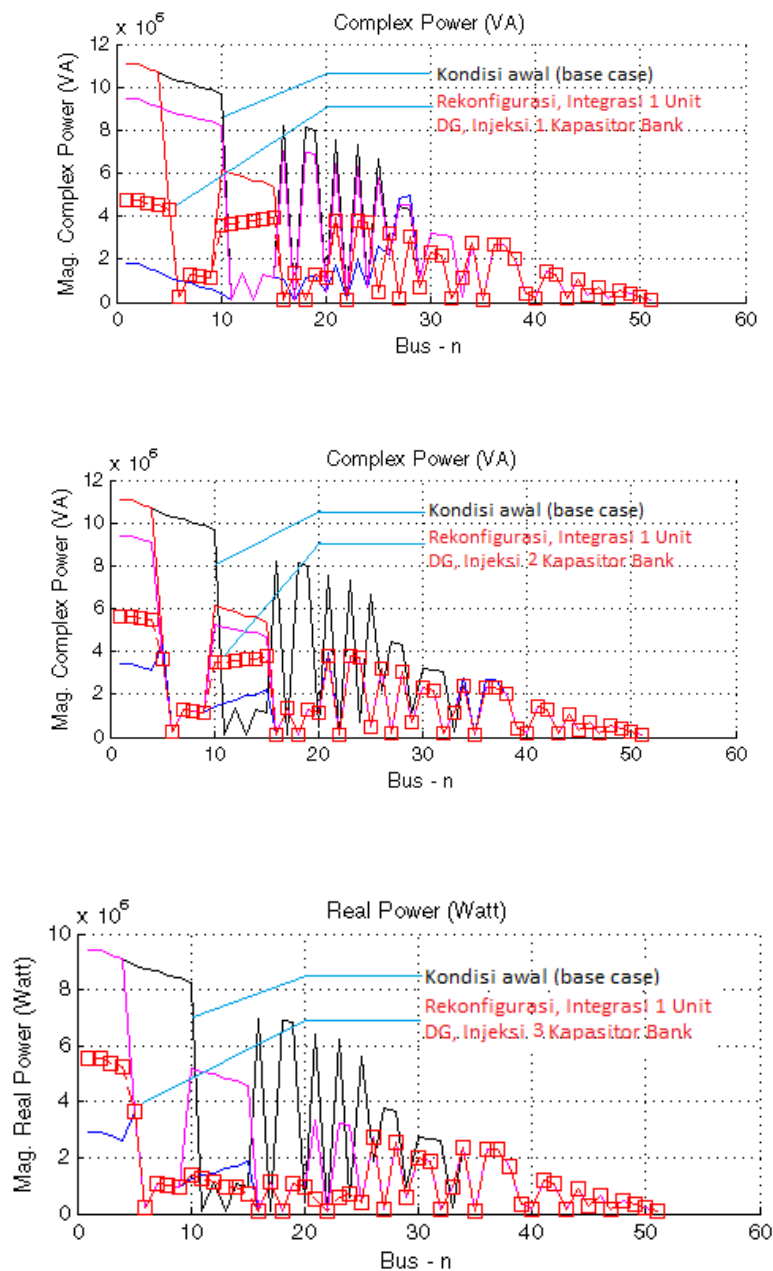 Complex Power (VA)
x 10^6
Mag. Complex Power (VA)
12
10
8
6
4
2
0
Kondisi awal (base case)
Rekonfigurasi, Integrasi 1 Unit
DG, Injeksi 1 Kapasitor Bank
0 10 20 30 40 50 60
Bus - n
Complex Power (VA)
x 10^6
Mag. Complex Power (VA)
12
10
8
6
4
2
0
Kondisi awal (base case)
Rekonfigurasi, Integrasi 1 Unit
DG, Injeksi 2 Kapasitor Bank
0 10 20 30 40 50 60
Bus - n
Real Power (Watt)
x 10^6
Mag. Real Power (Watt)
10
8
6
4
2
0
Kondisi awal (base case)
Rekonfigurasi, Integrasi 1 Unit
DG, Injeksi 3 Kapasitor Bank
0 10 20 30 40 50 60
Bus - n